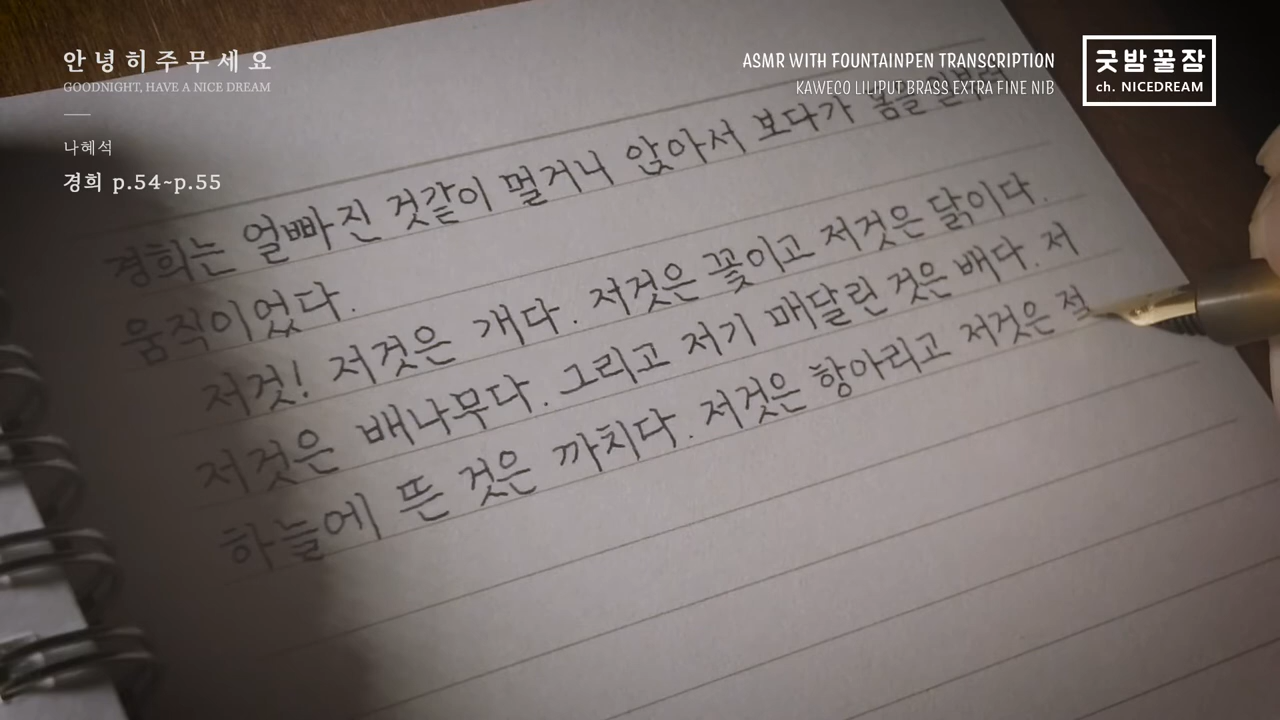 안녕히주무세요
GOODNIGHT, HAVE A NICE DREAM
나혜석
경희 p.54~p.55
ASMR WITH FOUNTAINPEN TRANSCRIPTION
KAWECO LILIPUT BRASS EXTRA FINE NIB
굿밤꿀잠
ch. NICEDREAM
경희는 얼빠진 것같이 멀거니 앉아서 보다가 몸을 일부러
움직이었다.
저것! 저것은 개다. 저것은 꽃이고 저것은 닭이다.
저것은 배나무다. 그리고 저기 매달린 것은 배다. 저
하늘에 뜬 것은 까치다. 저것은 항아리고 저것은 절